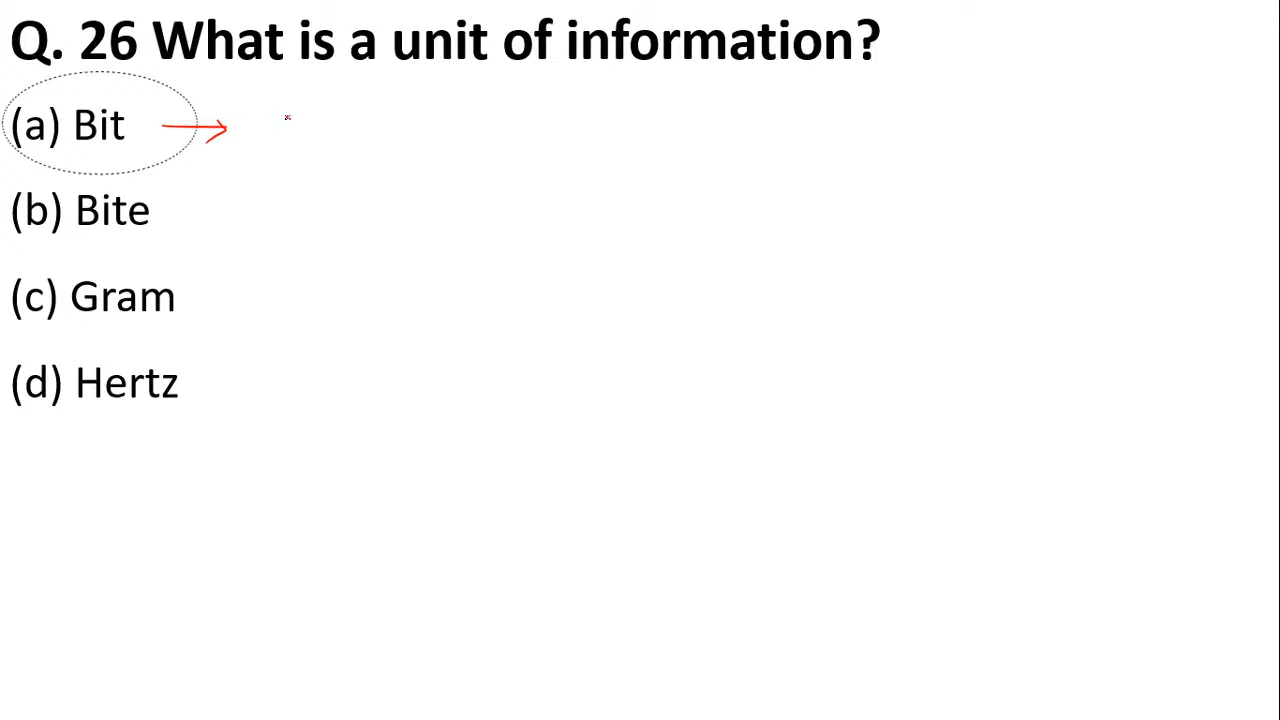 Q. 26 What is a unit of information?
(a) Bit
(b) Bite
(c) Gram
(d) Hertz